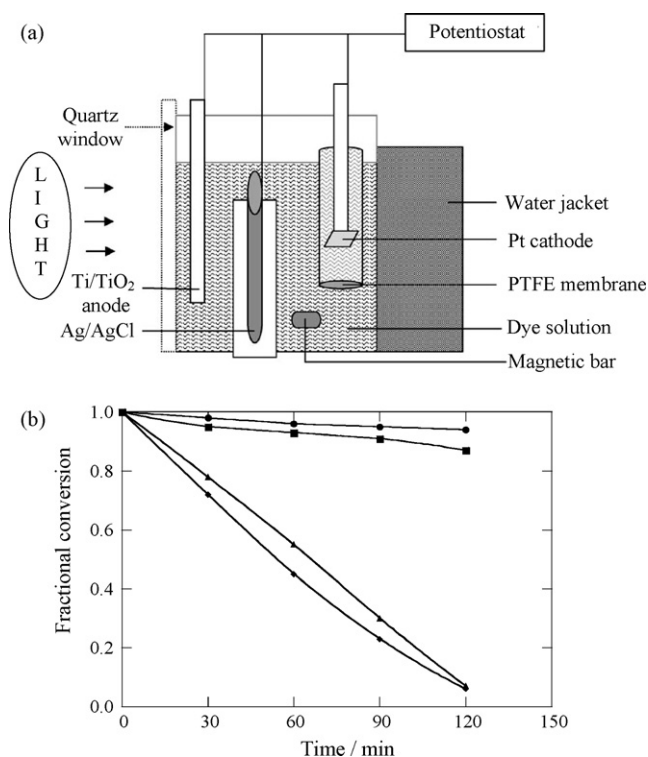 (a)
Potentiostat
Quartz
window
L
I
G
H
T
Ti/TiO₂
anode
Ag/AgCl
Water jacket
Pt cathode
PTFE membrane
Dye solution
Magnetic bar
(b)
1.0
0.8
0.6
0.4
0.2
0.0
Fractional conversion
0 30 60 90 120 150
Time / min